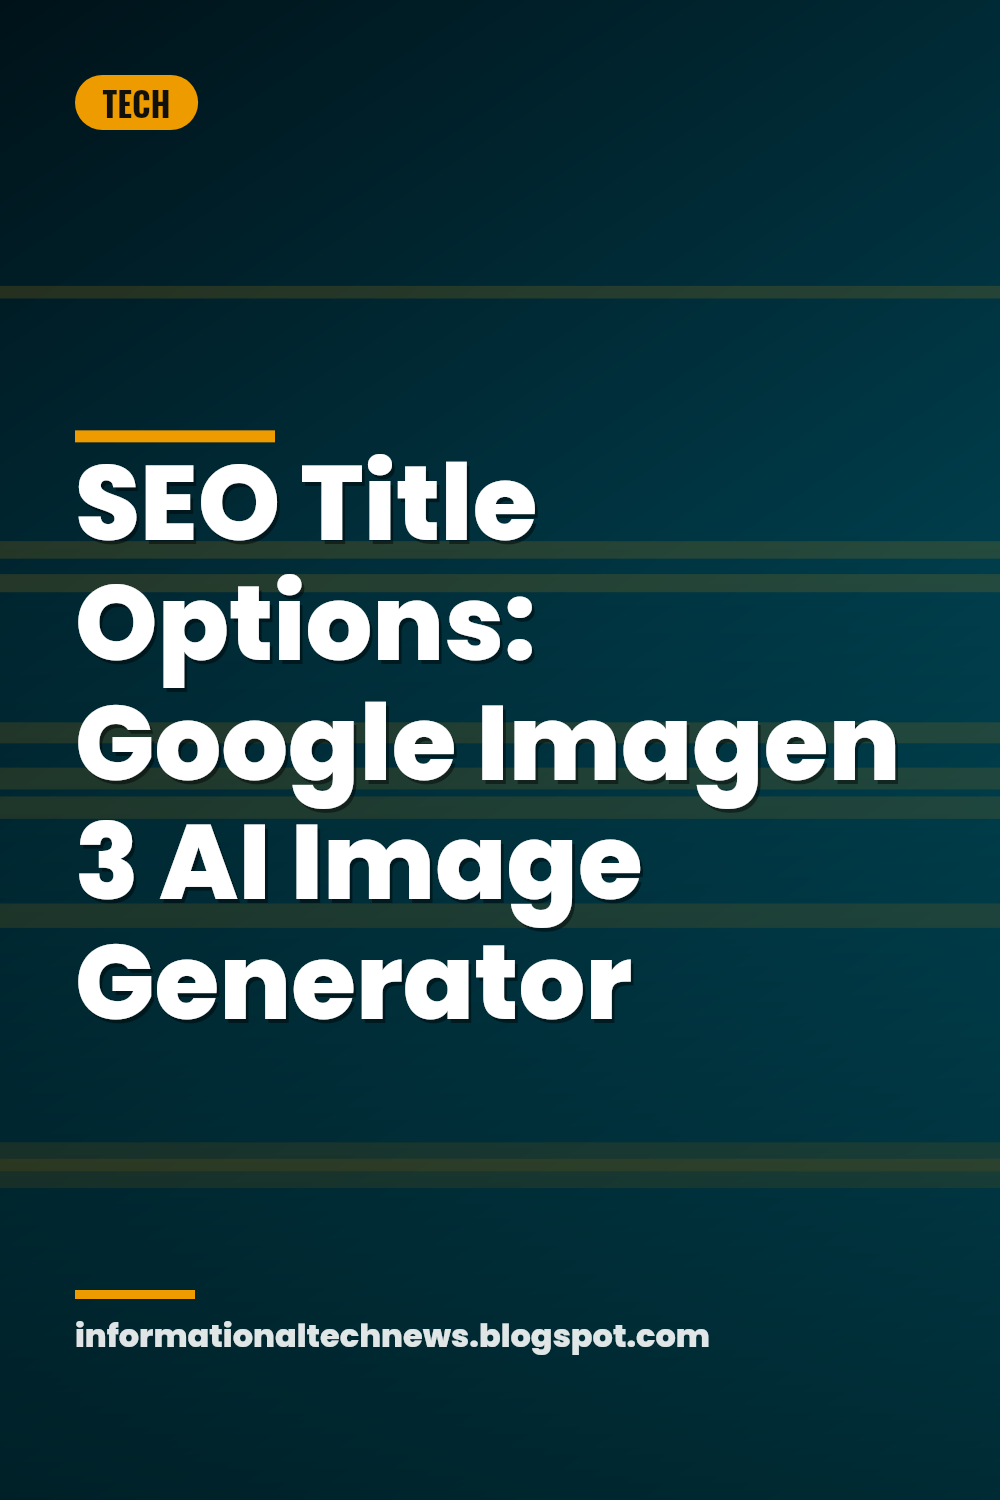 TECH
SEO Title
Options:
Google Imagen
3 AI Image
Generator
informationaltechnews.blogspot.com